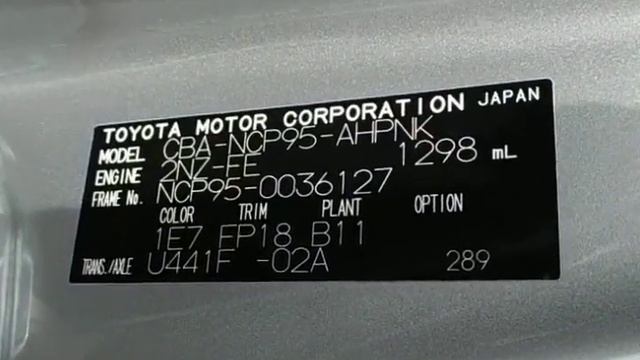 TOYOTA MOTOR CORPORATION JAPAN
MODEL CBA-NCP95-AHPNK
ENGINE 2NZ-FE 1298 mL
FRAME No. NCP95-0036127
COLOR TRIM PLANT OPTION
1E7 FP18 B11
TRANS./AXLE U441F -02A 289